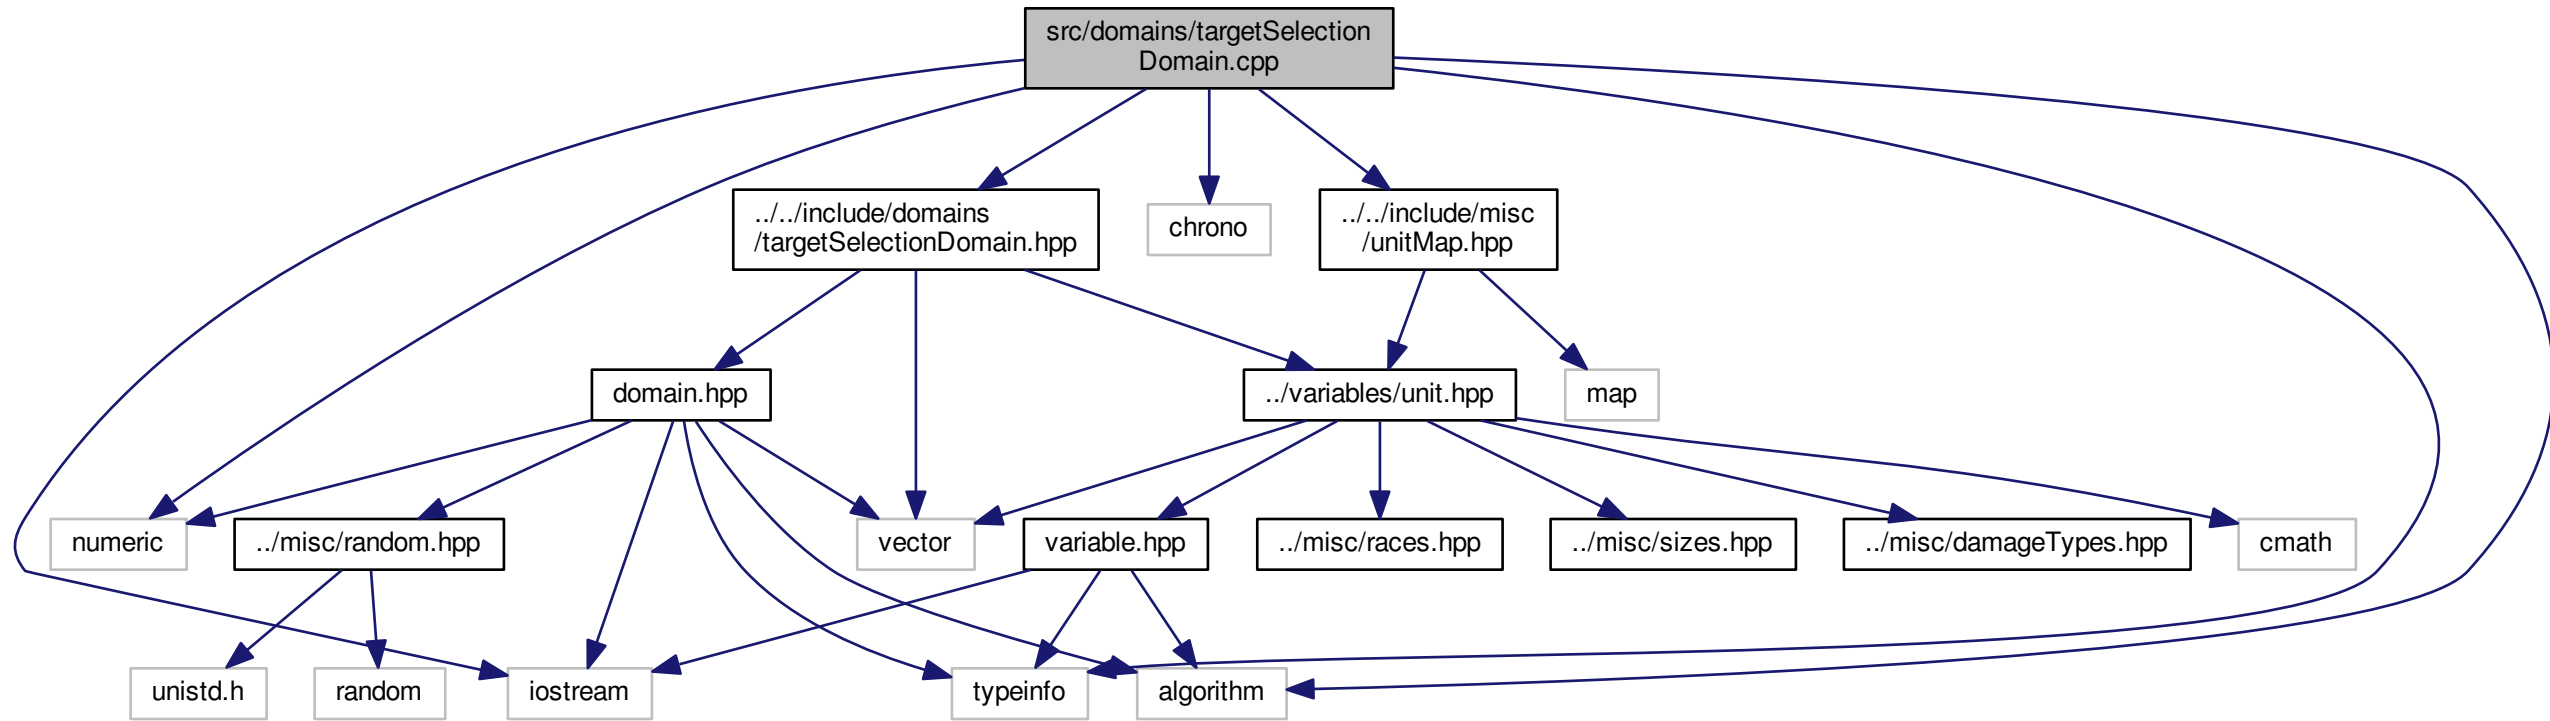 src/domains/targetSelection
Domain.cpp
../../include/domains
/targetSelectionDomain.hpp
chrono
../../include/misc
/unitMap.hpp
domain.hpp
../variables/unit.hpp
map
numeric
../misc/random.hpp
vector
variable.hpp
../misc/races.hpp
../misc/sizes.hpp
../misc/damageTypes.hpp
cmath
unistd.h
random
iostream
typeinfo
algorithm